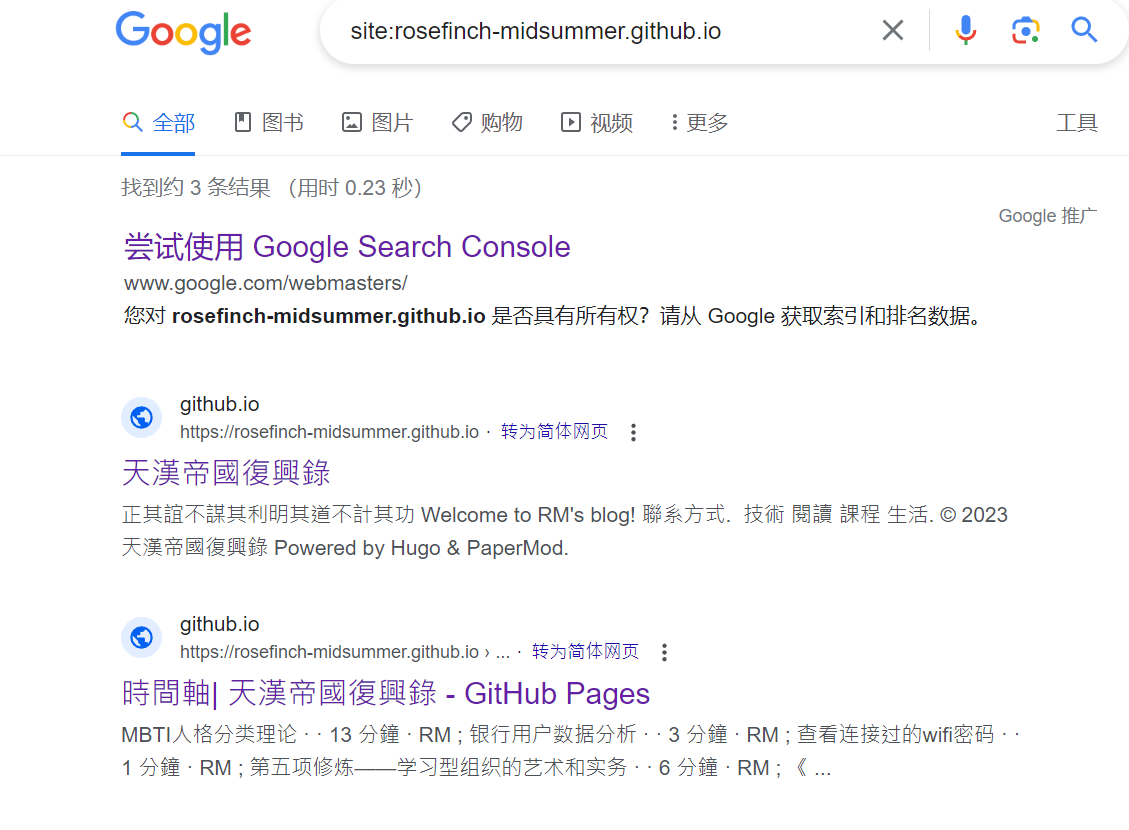 Google
site:rosefinch-midsummer.github.io
全部 图书 图片 购物 视频 更多 工具
找到约 3 条结果 （用时 0.23 秒）
Google 推广
尝试使用 Google Search Console
www.google.com/webmasters/
您对 rosefinch-midsummer.github.io 是否具有所有权？请从 Google 获取索引和排名数据。
github.io
https://rosefinch-midsummer.github.io · 转为简体网页
天漢帝國復興錄
正其誼不謀其利明其道不計其功 Welcome to RM's blog! 聯系方式. 技術 閱讀 課程 生活. © 2023
天漢帝國復興錄 Powered by Hugo & PaperMod.
github.io
https://rosefinch-midsummer.github.io › ... · 转为简体网页
時間軸| 天漢帝國復興錄 - GitHub Pages
MBTI人格分类理论 · · 13 分鐘 · RM ; 银行用户数据分析 · · 3 分鐘 · RM ; 查看连接过的wifi密码 · ·
1 分鐘 · RM ; 第五项修炼——学习型组织的艺术和实务 · · 6 分鐘 · RM ; 《 ...